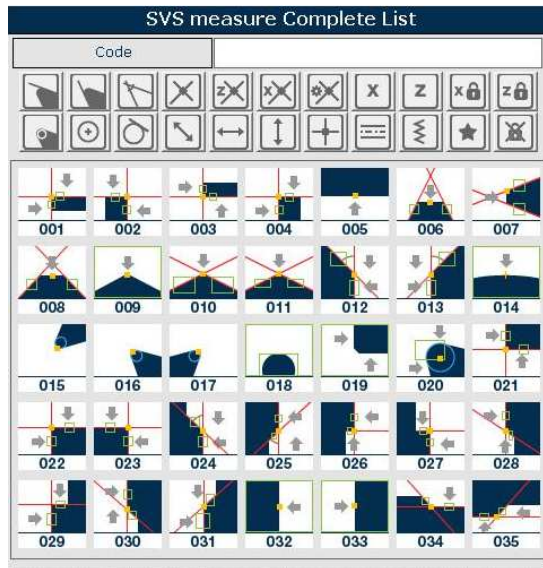 SVS measure Complete List
Code
z x x z x z
001 002 003 004 005 006 007
008 009 010 011 012 013 014
015 016 017 018 019 020 021
022 023 024 025 026 027 028
029 030 031 032 033 034 035